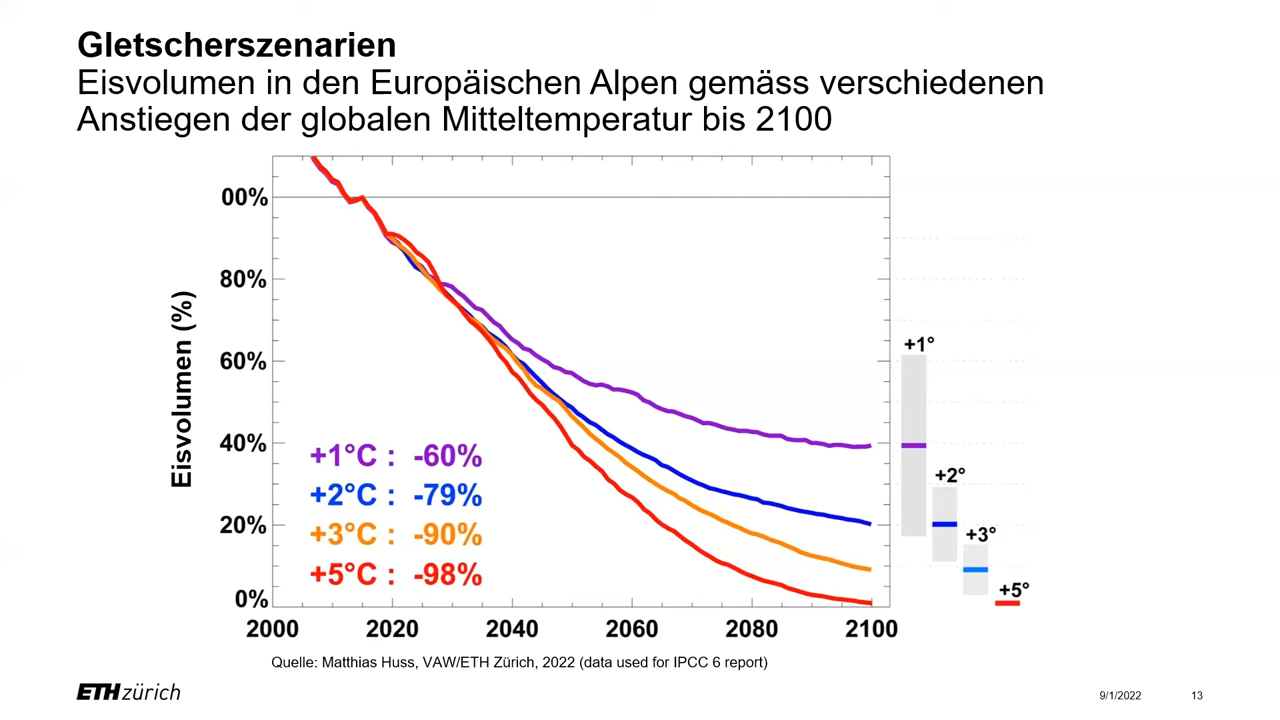 Gletscherszenarien
Eisvolumen in den Europäischen Alpen gemäss verschiedenen
Anstiegen der globalen Mitteltemperatur bis 2100
Eisvolumen (%)
00%
80%
60%
40%
20%
0%
+1°C : -60%
+2°C : -79%
+3°C : -90%
+5°C : -98%
+1°
+2°
+3°
+5°
2000 2020 2040 2060 2080 2100
Quelle: Matthias Huss, VAW/ETH Zürich, 2022 (data used for IPCC 6 report)
ETH zürich
9/1/2022 13